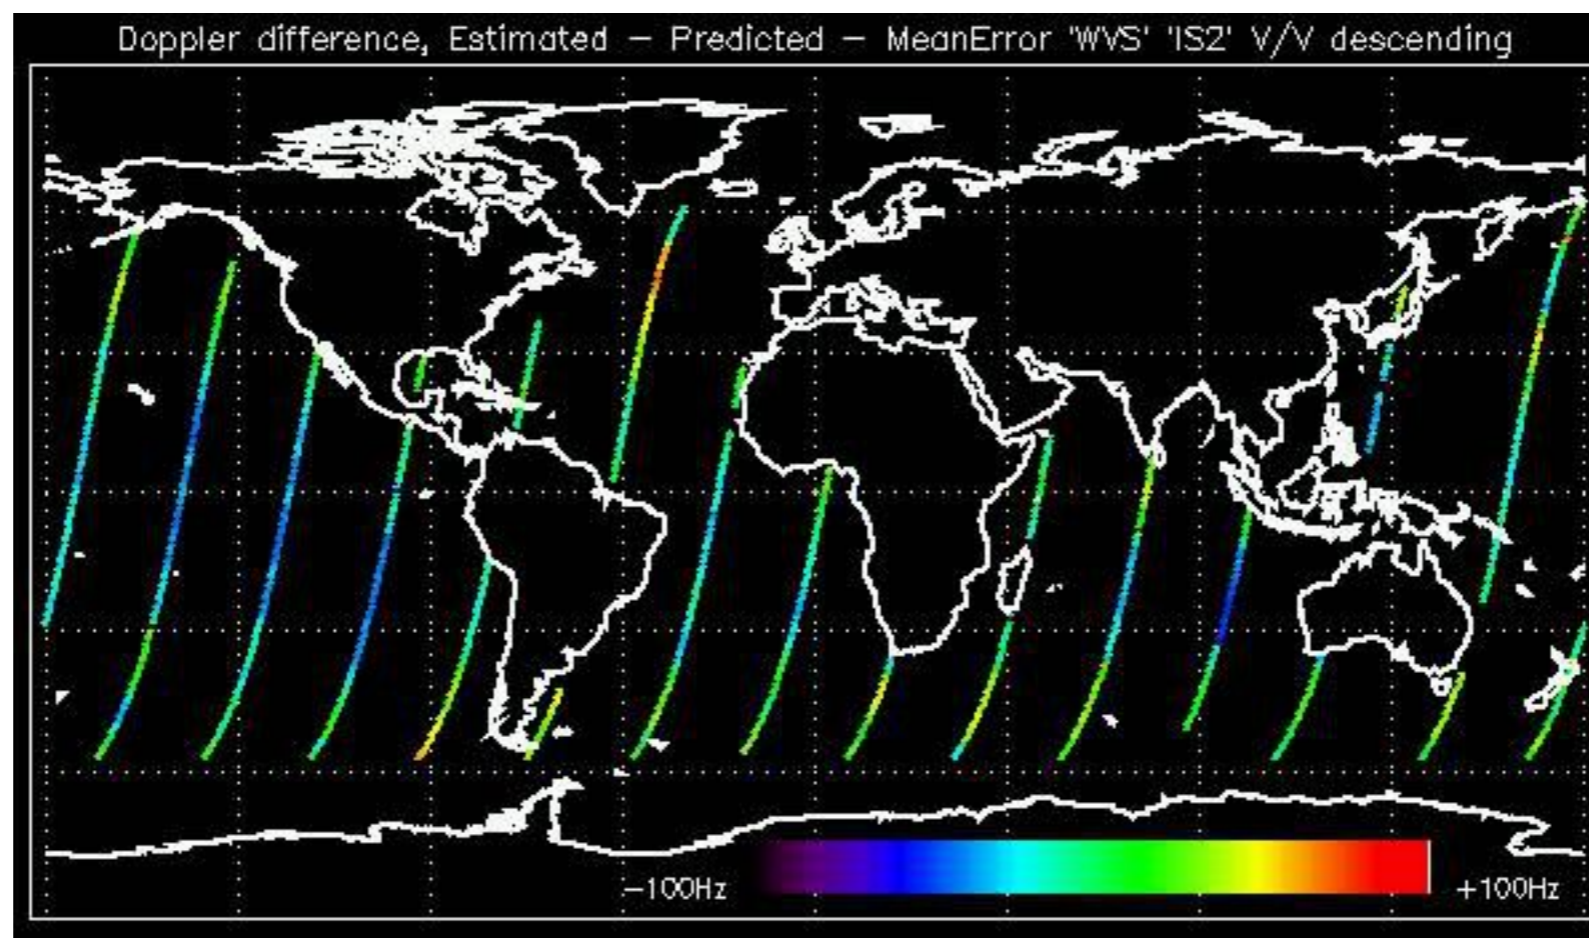 Doppler difference, Estimated - Predicted - MeanError 'WVS' 'IS2' V/V descending
-100Hz
+100Hz